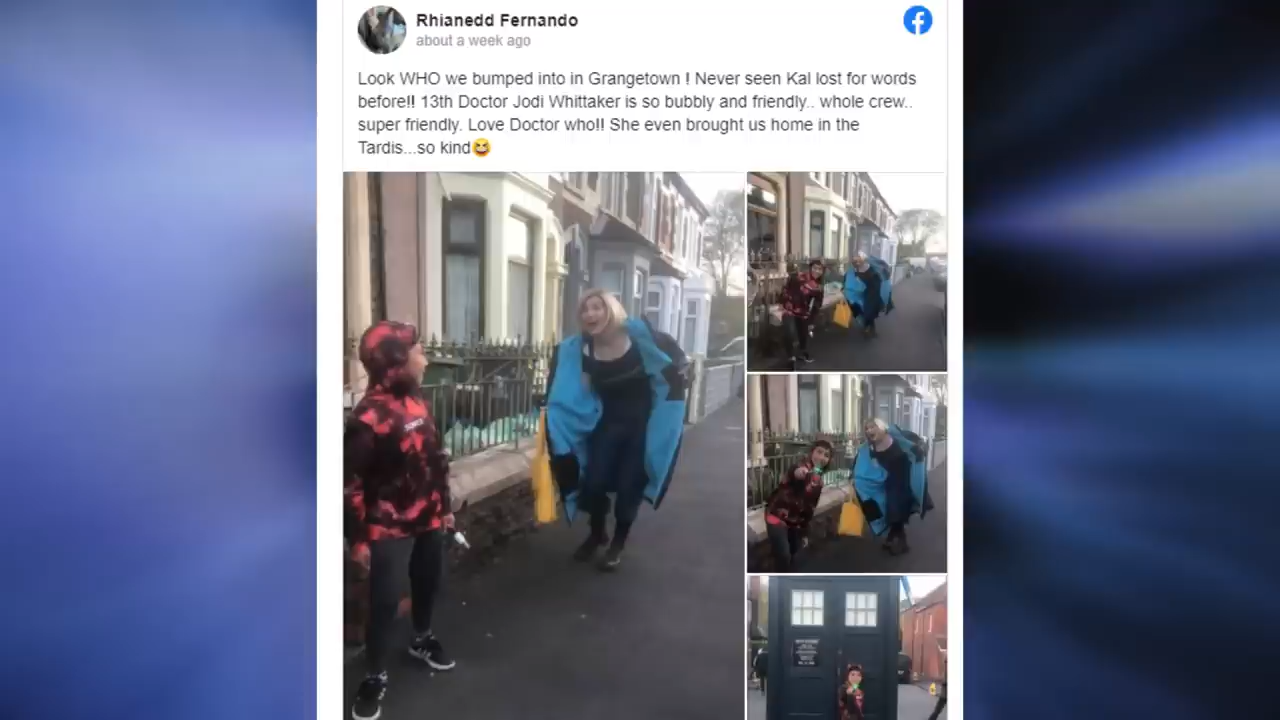 Rhianedd Fernando
about a week ago
Look WHO we bumped into in Grangetown ! Never seen Kal lost for words
before!! 13th Doctor Jodi Whittaker is so bubbly and friendly.. whole crew..
super friendly. Love Doctor who!! She even brought us home in the
Tardis...so kind😆